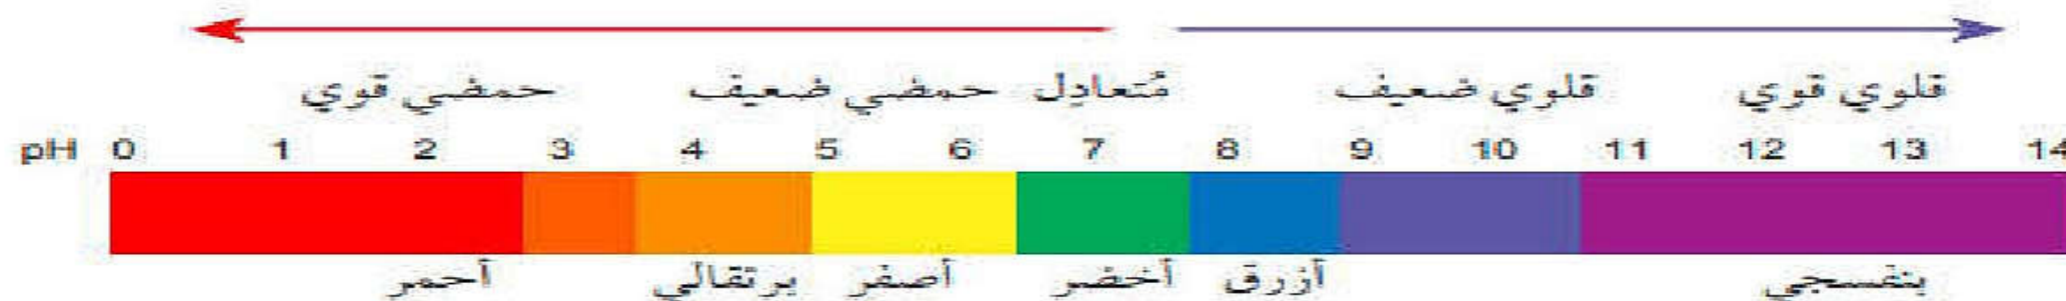 حمضي قوي حمضي ضعيف مُتعادِل قلوي ضعيف قلوي قوي
pH 0 1 2 3 4 5 6 7 8 9 10 11 12 13 14
أحمر برتقالي أصفر أخضر أزرق بنفسجي